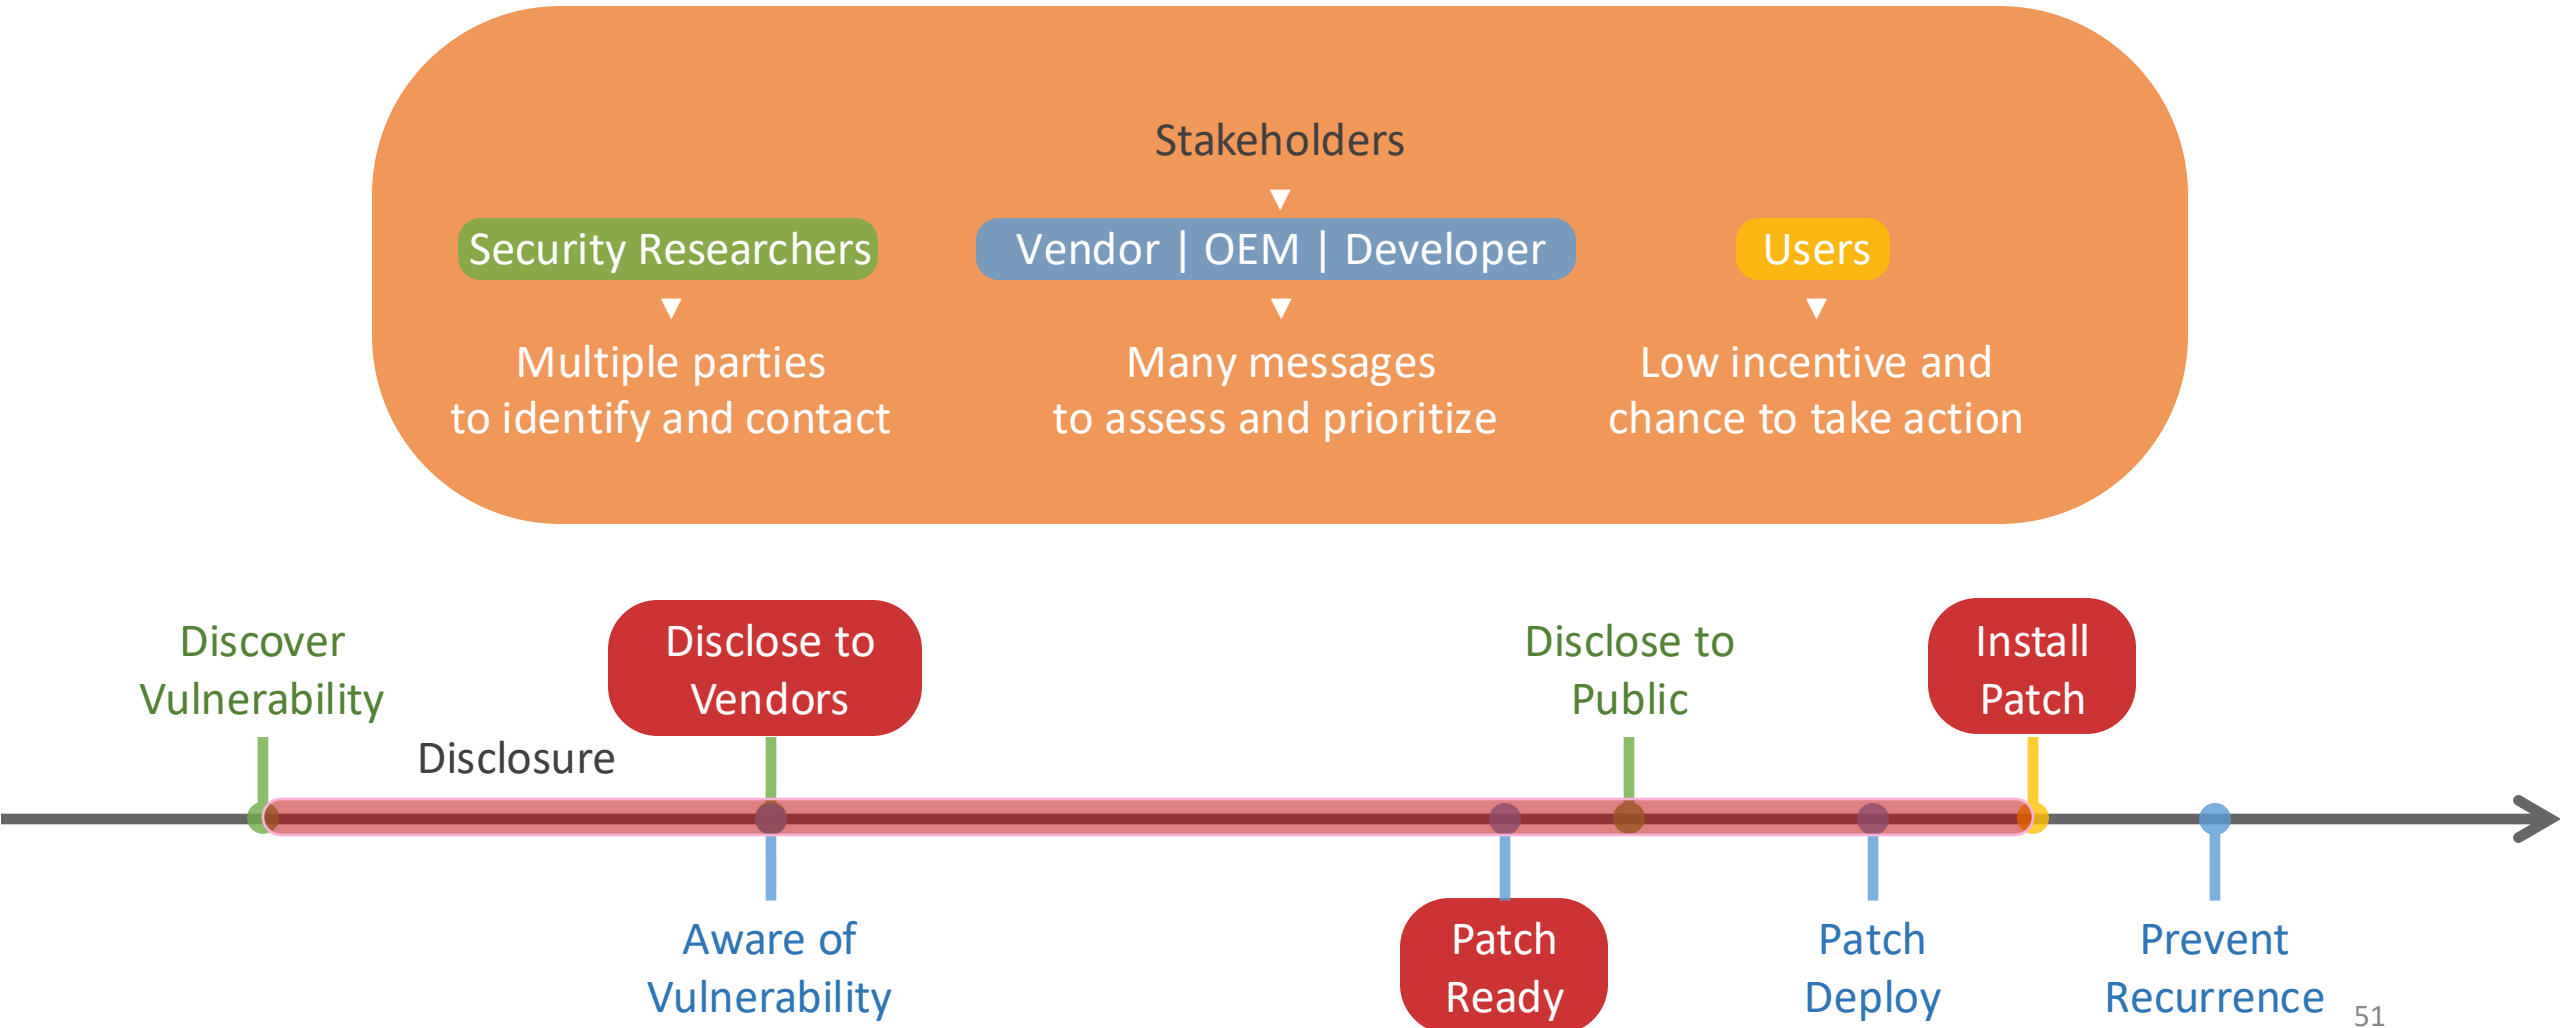 Stakeholders
Security Researchers
Vendor | OEM | Developer
Users
Multiple parties
to identify and contact
Many messages
to assess and prioritize
Low incentive and
chance to take action
Discover
Vulnerability
Disclose to
Vendors
Disclose to
Public
Install
Patch
Disclosure
Aware of
Vulnerability
Patch
Ready
Patch
Deploy
Prevent
Recurrence
51